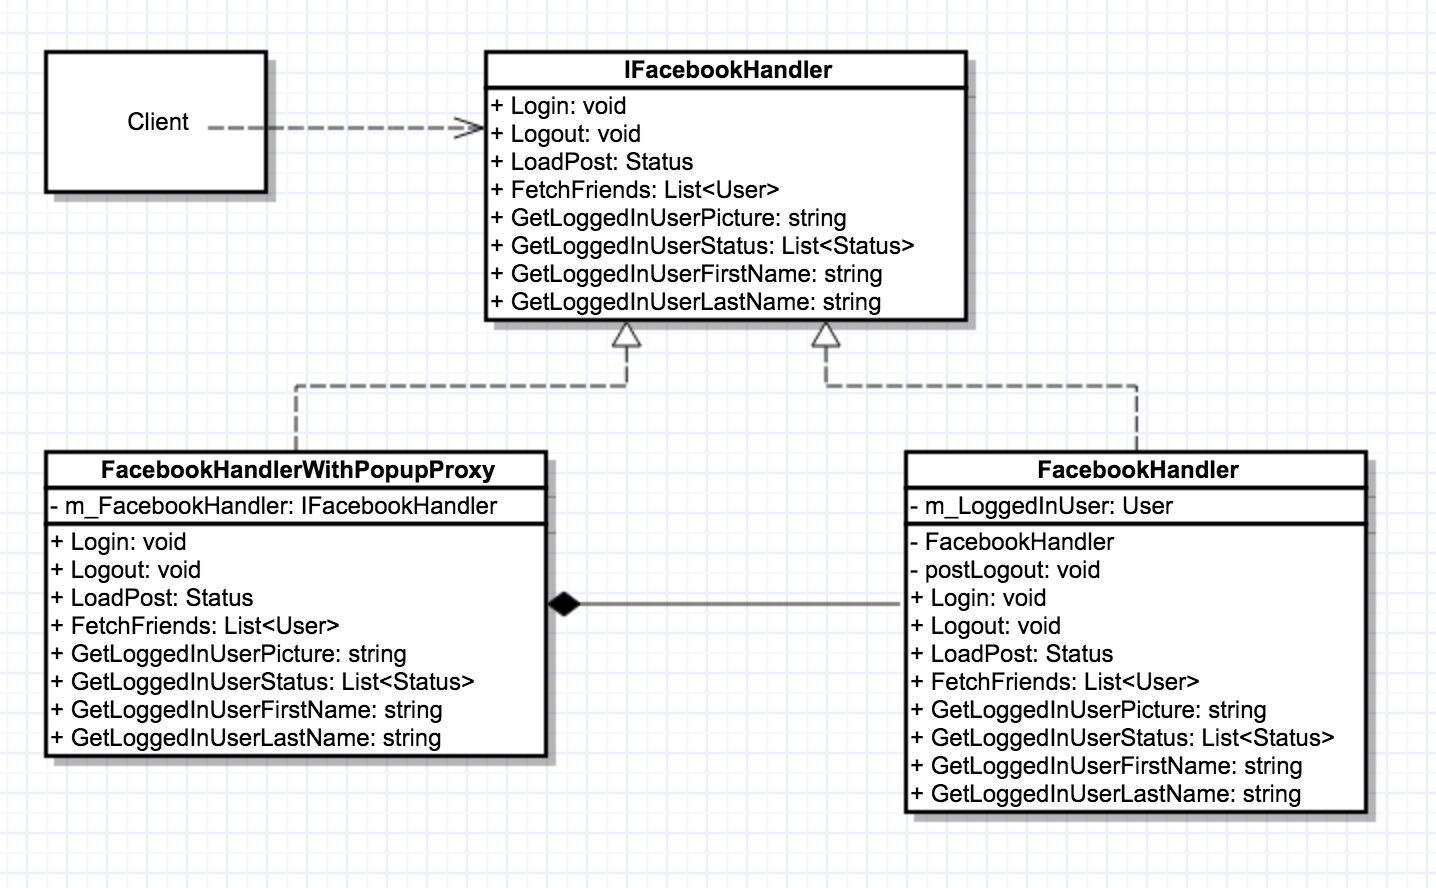 Client
IFacebookHandler
+ Login: void
+ Logout: void
+ LoadPost: Status
+ FetchFriends: List<User>
+ GetLoggedInUserPicture: string
+ GetLoggedInUserStatus: List<Status>
+ GetLoggedInUserFirstName: string
+ GetLoggedInUserLastName: string
FacebookHandlerWithPopupProxy
- m_FacebookHandler: IFacebookHandler
+ Login: void
+ Logout: void
+ LoadPost: Status
+ FetchFriends: List<User>
+ GetLoggedInUserPicture: string
+ GetLoggedInUserStatus: List<Status>
+ GetLoggedInUserFirstName: string
+ GetLoggedInUserLastName: string
FacebookHandler
- m_LoggedInUser: User
- FacebookHandler
- postLogout: void
+ Login: void
+ Logout: void
+ LoadPost: Status
+ FetchFriends: List<User>
+ GetLoggedInUserPicture: string
+ GetLoggedInUserStatus: List<Status>
+ GetLoggedInUserFirstName: string
+ GetLoggedInUserLastName: string